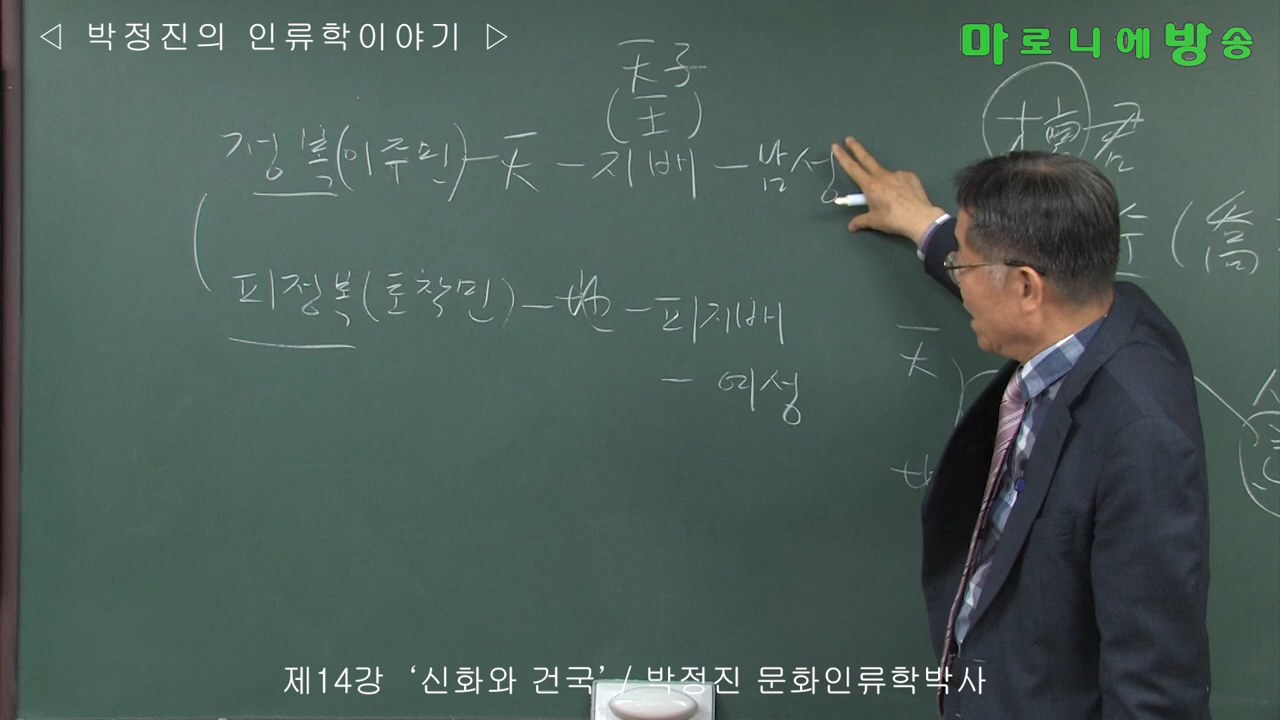 ◁ 박정진의 인류학이야기 ▷
마로니에방송
天子
(王)
정복(이주민)－天－지배－남성
檀君
피정복(토착민)－地－피지배
－ 여성
天
제14강 ‘신화와 건국’ / 박정진 문화인류학박사